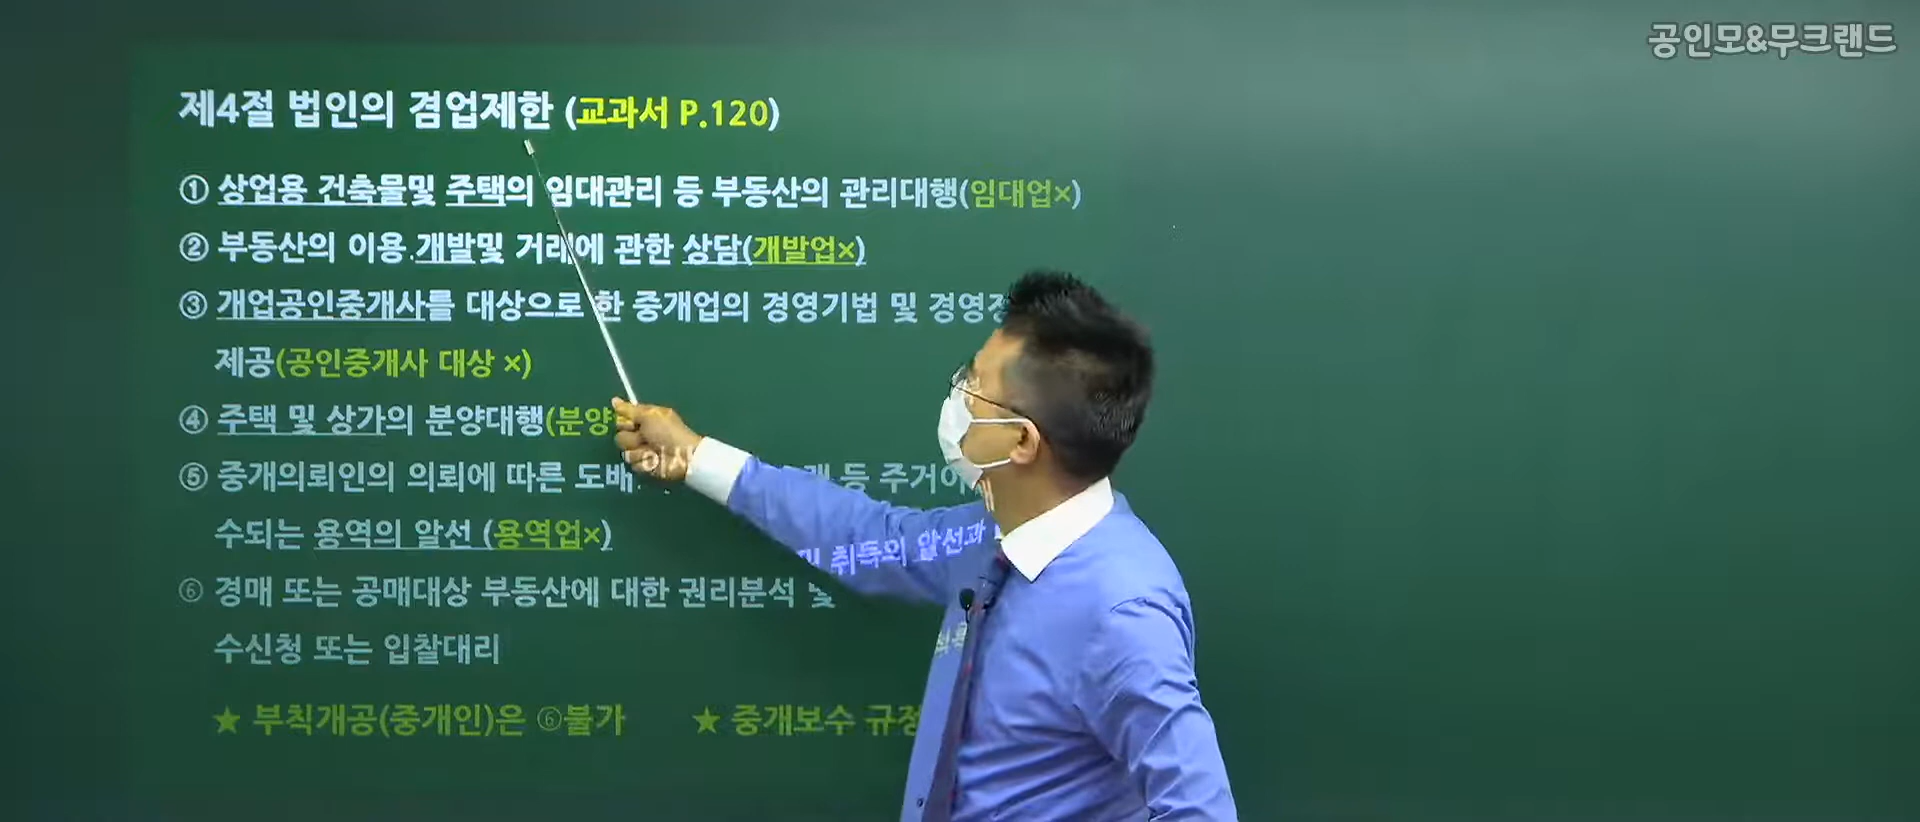 공인모&무크랜드
제4절 법인의 겸업제한 (교과서 P.120)
① 상업용 건축물및 주택의 임대관리 등 부동산의 관리대행(임대업×)
② 부동산의 이용.개발및 거래에 관한 상담(개발업×)
③ 개업공인중개사를 대상으로 한 중개업의 경영기법 및
제공(공인중개사 대상 ×)
④ 주택 및 상가의 분양대행(분양
⑤ 중개의뢰인의 의뢰에 따른 도배 등
수되는 용역의 알선 (용역업×)
⑥ 경매 또는 공매대상 부동산에 대한 권리분석 및 취득의 알선과
수신청 또는 입찰대리
★ 부칙개공(중개인)은 ⑥불가 ★ 중개보수